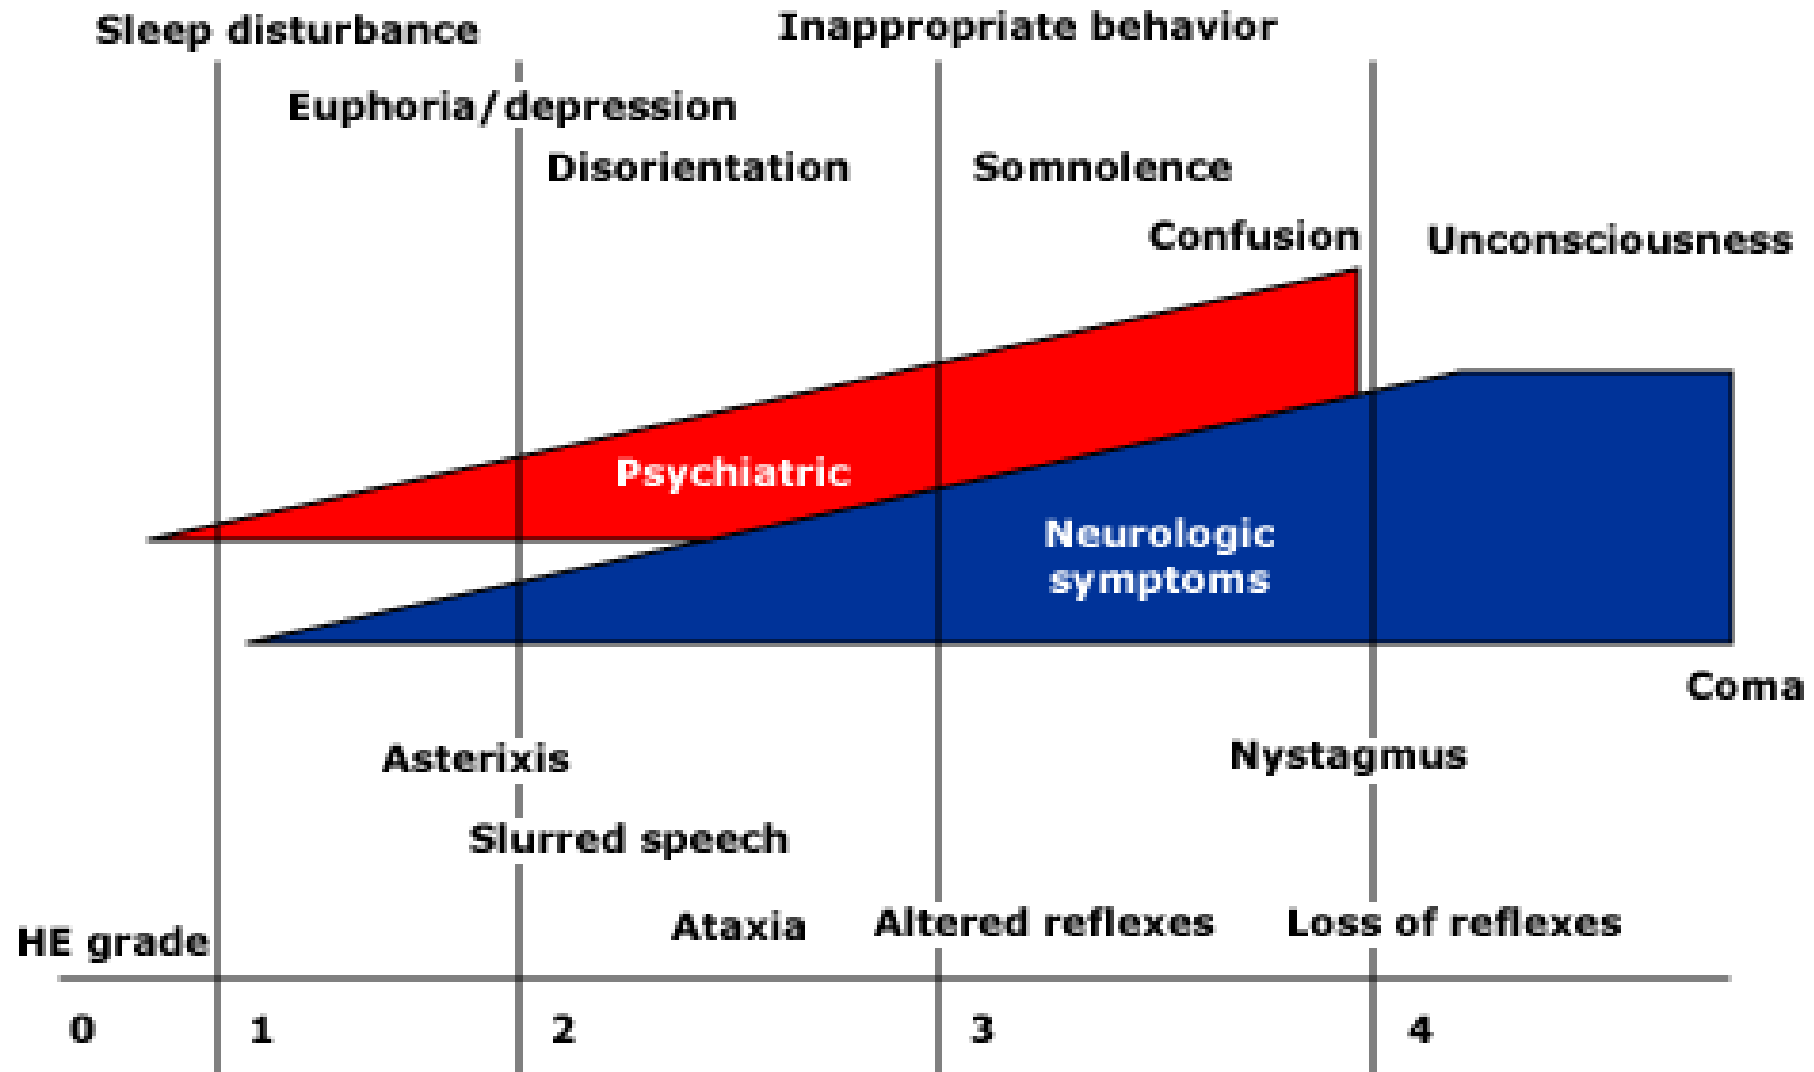 Sleep disturbance
Inappropriate behavior
Euphoria/depression
Disorientation
Somnolence
Confusion
Unconsciousness
Psychiatric
Neurologic
symptoms
Coma
Asterixis
Nystagmus
Slurred speech
Ataxia
Altered reflexes
Loss of reflexes
HE grade
0 1 2 3 4